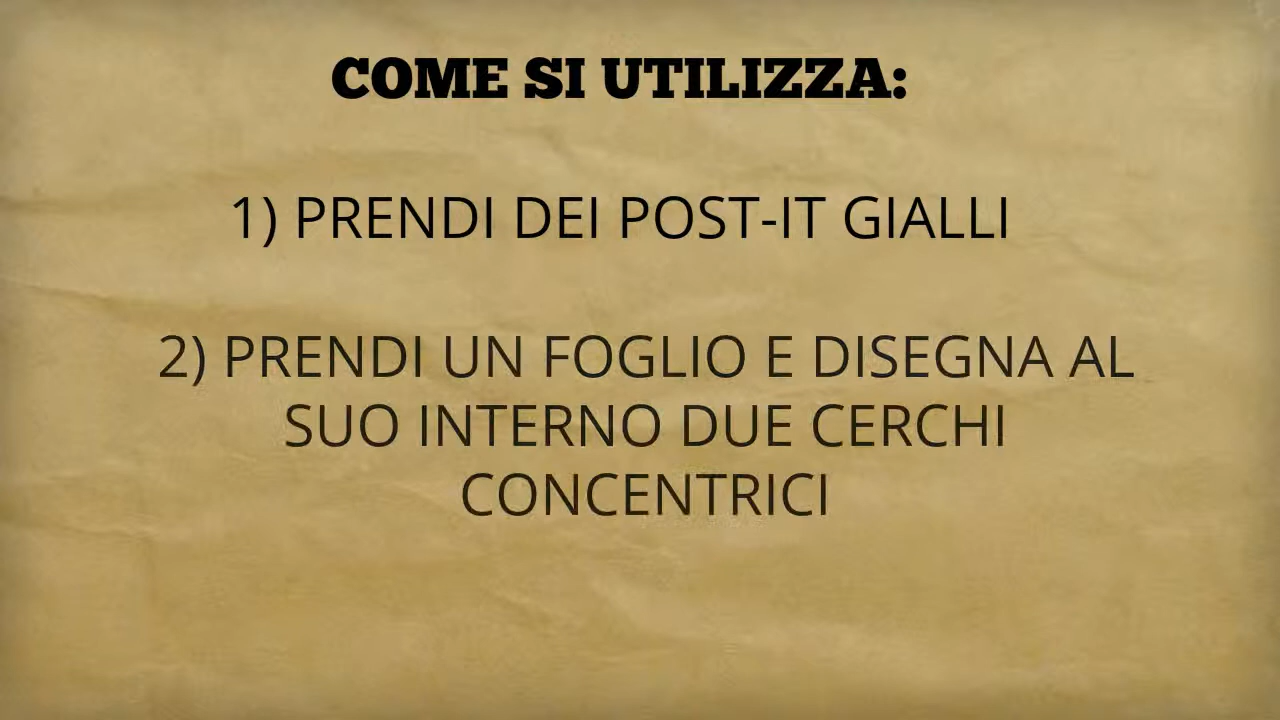 COME SI UTILIZZA:
1) PRENDI DEI POST-IT GIALLI
2) PRENDI UN FOGLIO E DISEGNA AL
SUO INTERNO DUE CERCHI
CONCENTRICI